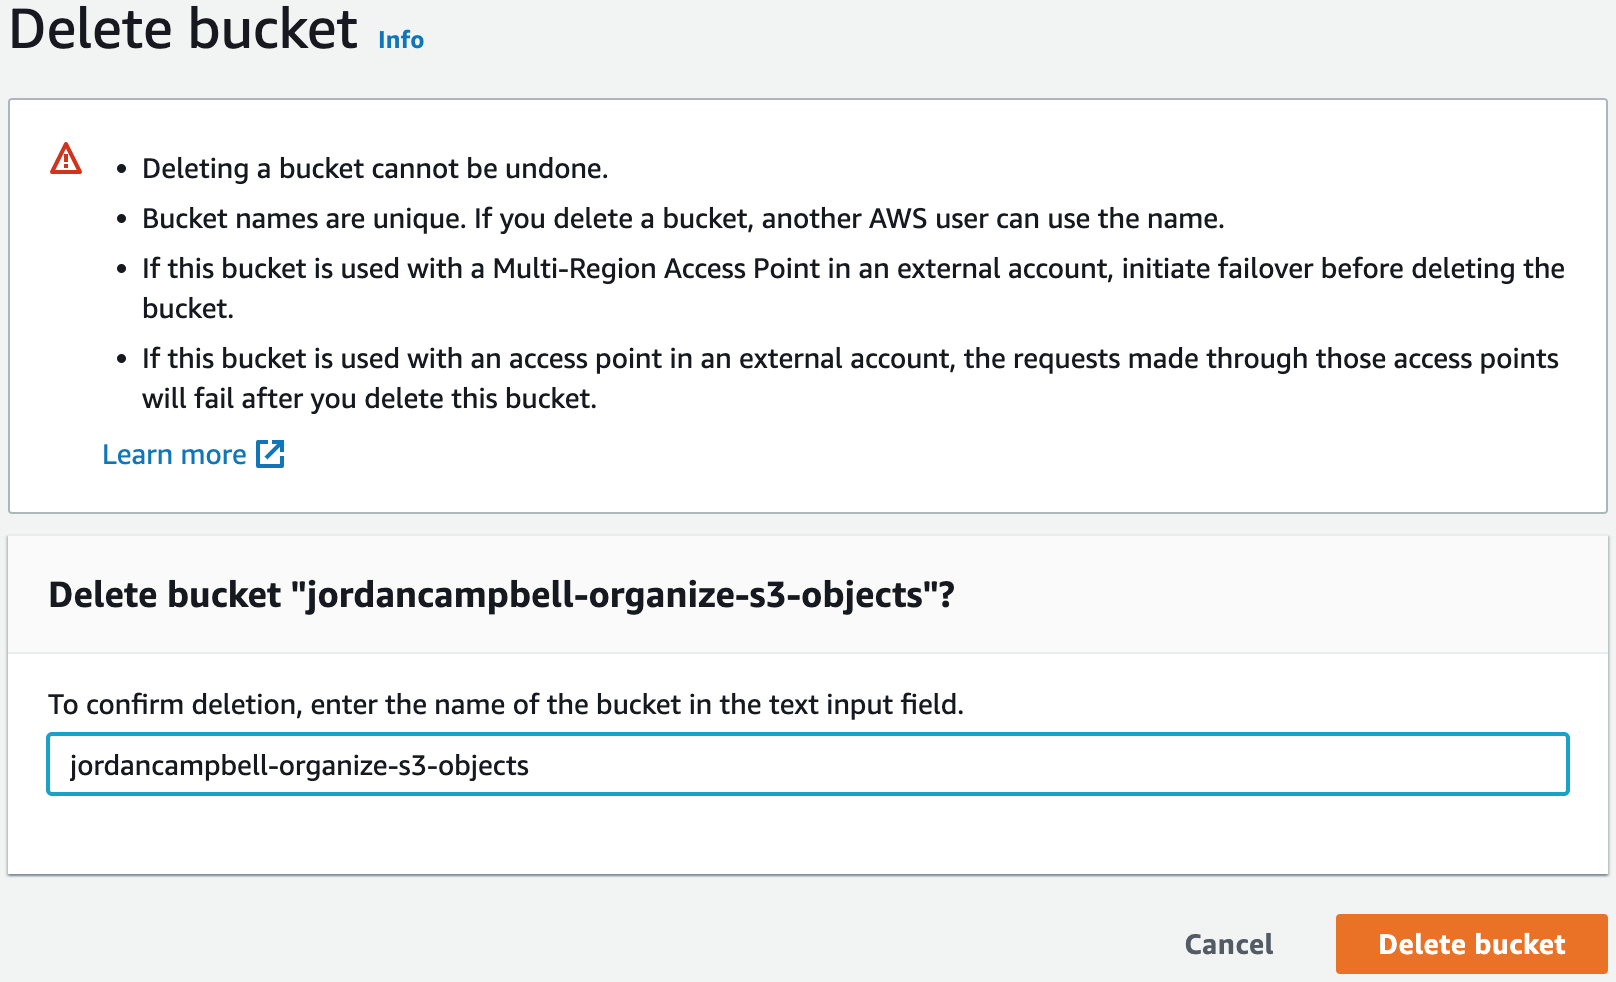 Delete bucket Info
• Deleting a bucket cannot be undone.
• Bucket names are unique. If you delete a bucket, another AWS user can use the name.
• If this bucket is used with a Multi-Region Access Point in an external account, initiate failover before deleting the
bucket.
• If this bucket is used with an access point in an external account, the requests made through those access points
will fail after you delete this bucket.
Learn more
Delete bucket "jordancampbell-organize-s3-objects"?
To confirm deletion, enter the name of the bucket in the text input field.
jordancampbell-organize-s3-objects
Cancel Delete bucket